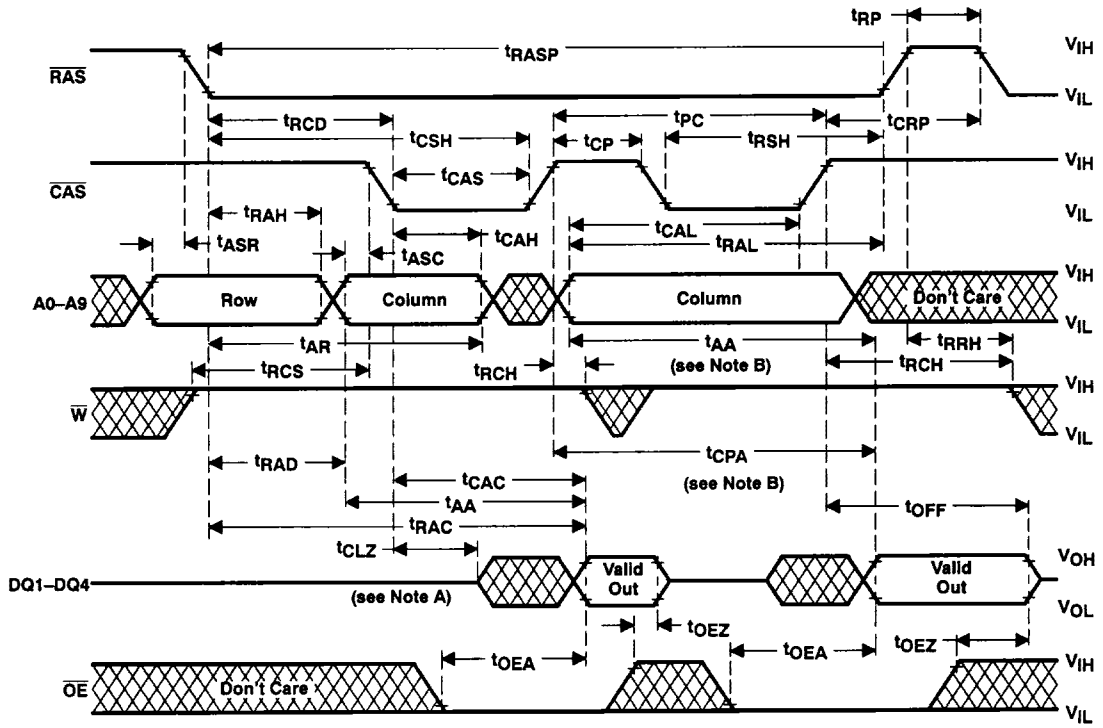 tRP
RAS
tRASP
VIH
VIL
tRCD
tPC
tCRP
tCSH
tCP
tRSH
CAS
tCAS
VIH
VIL
tRAH
tCAH
tCAL
tASR
tASC
tRAL
A0–A9
Row
Column
Column
Don't Care
VIH
VIL
tAR
tAA
tRRH
tRCS
tRCH
(see Note B)
tRCH
W
VIH
VIL
tCPA
tRAD
tCAC
(see Note B)
tAA
tOFF
tRAC
tCLZ
DQ1–DQ4
(see Note A)
Valid
Out
Valid
Out
VOH
VOL
tOEZ
tOEA
tOEA
tOEZ
OE
Don't Care
VIH
VIL